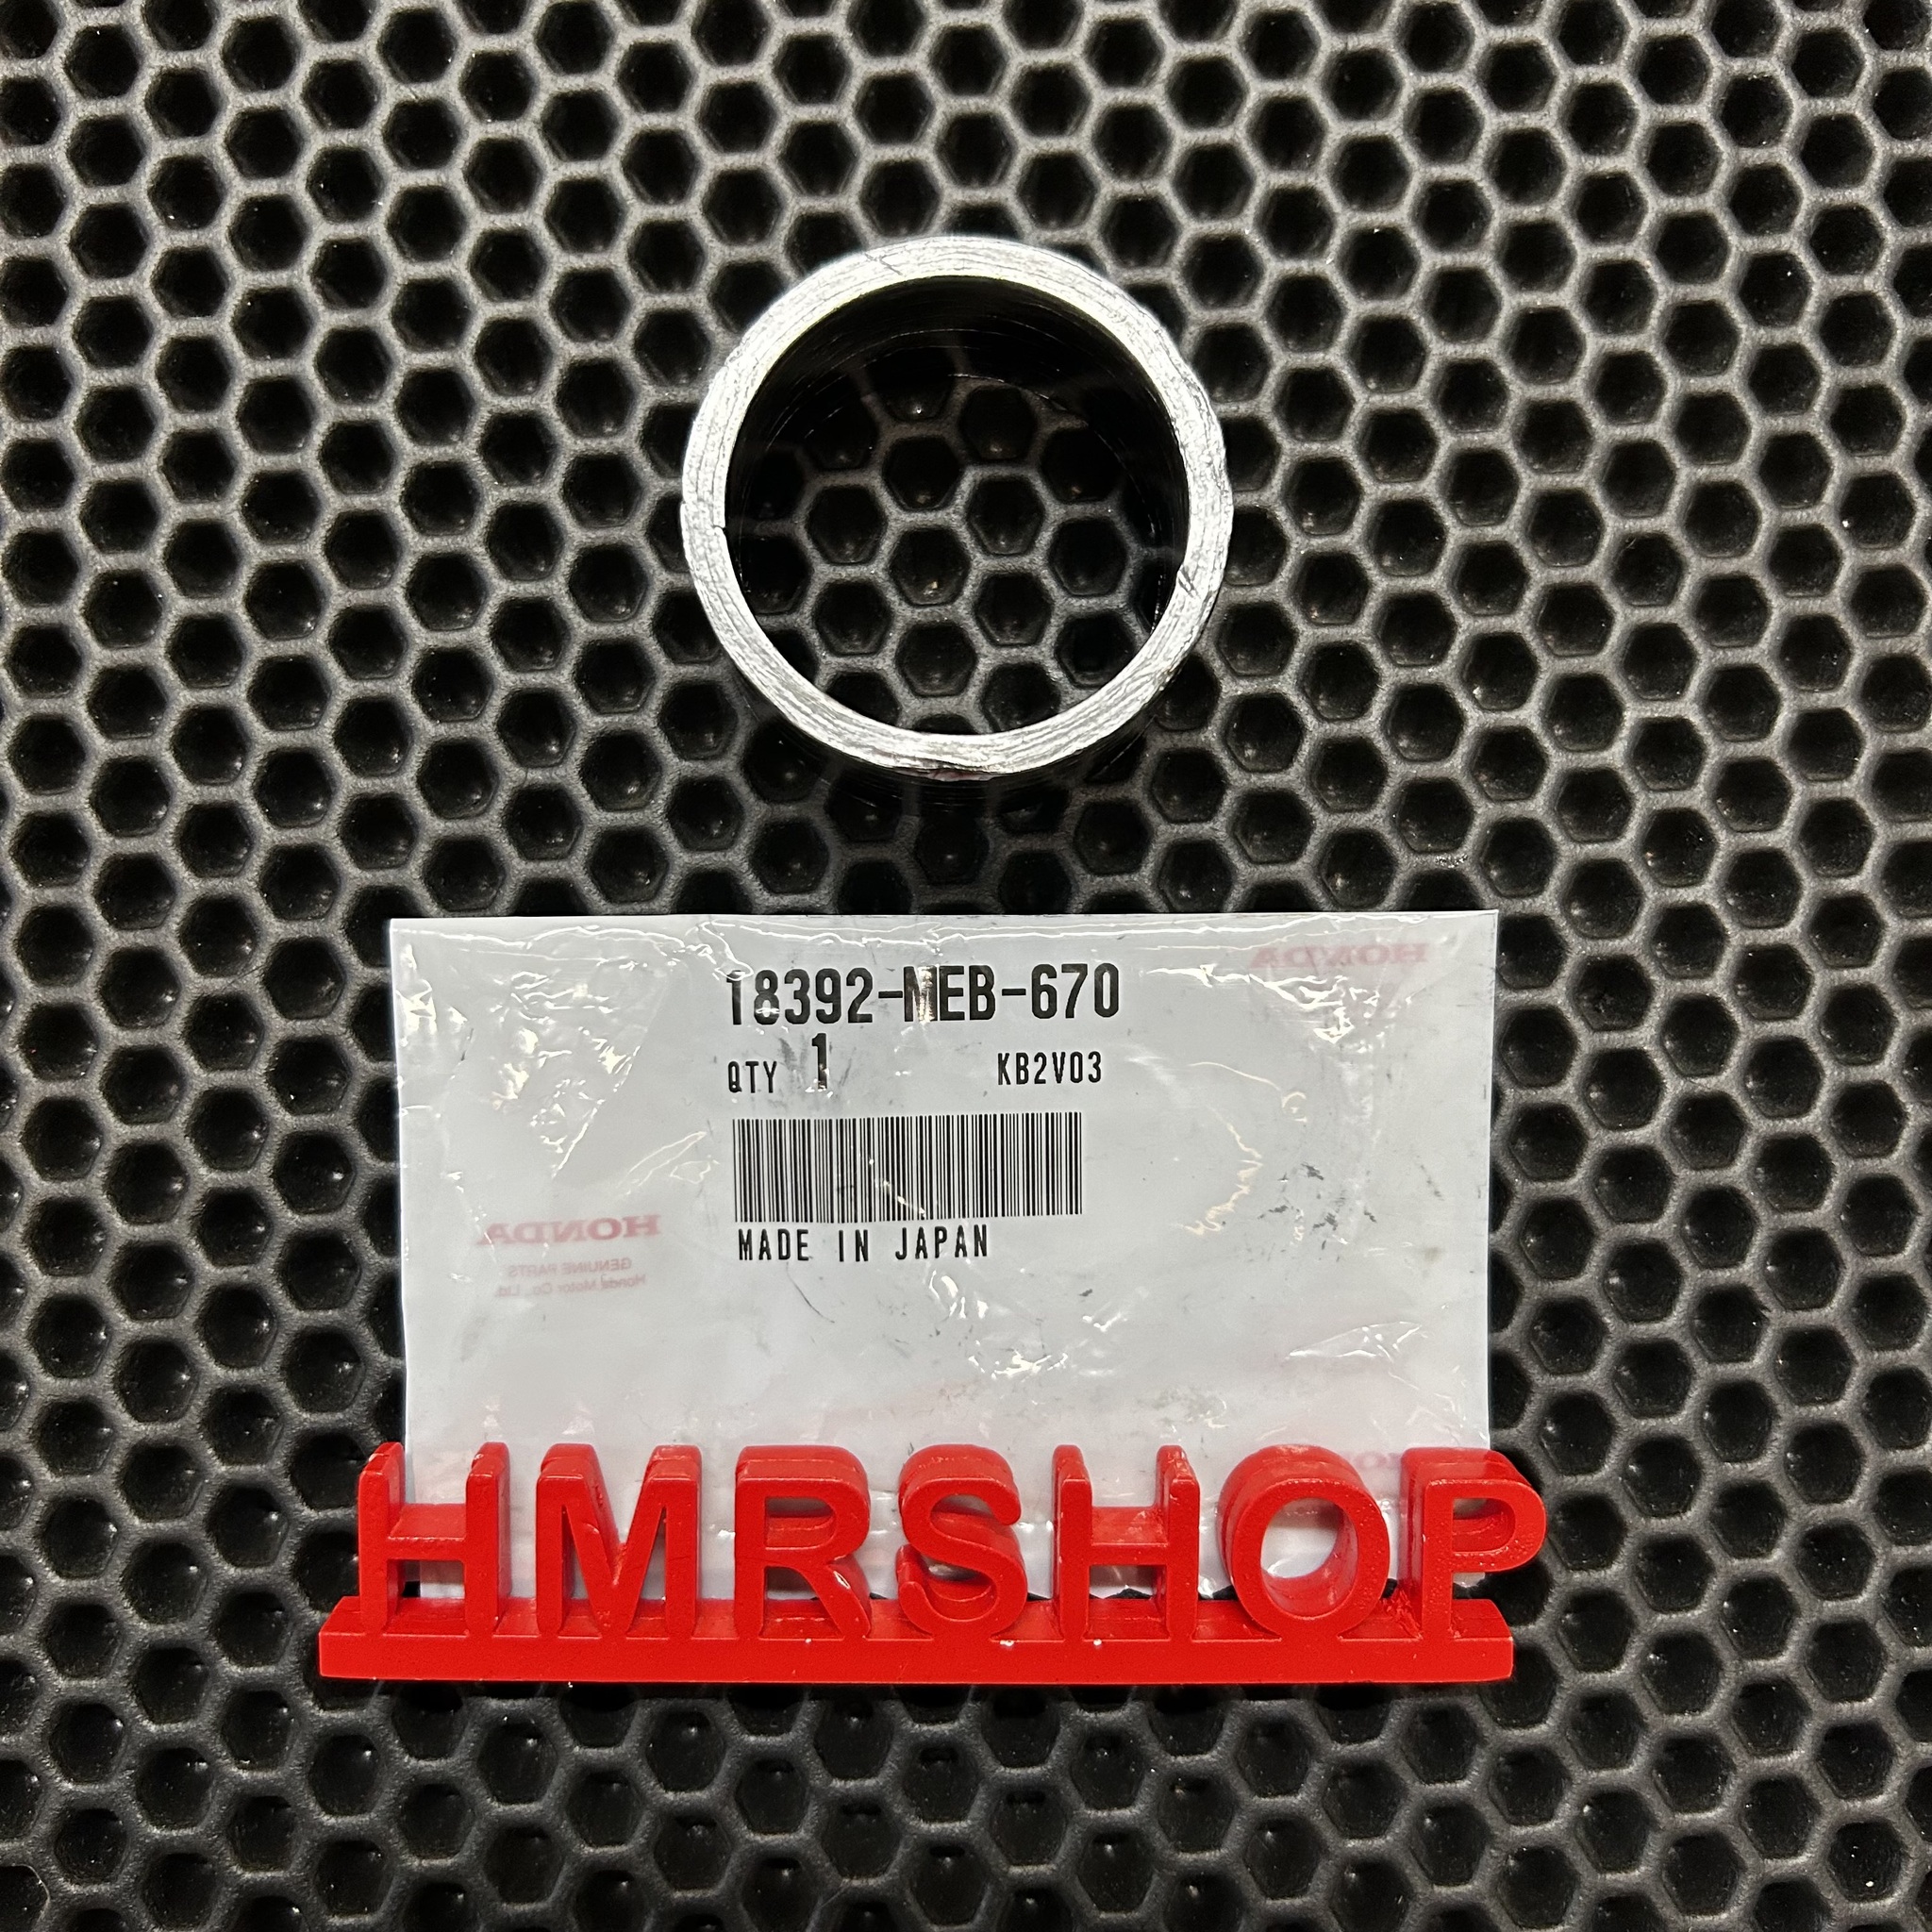 HONDA
18392-MEB-670
QTY 1 KB2V03
MADE IN JAPAN
HONDA
GENUINE PARTS
Honda Motor Co., Ltd.
HMRSHOP